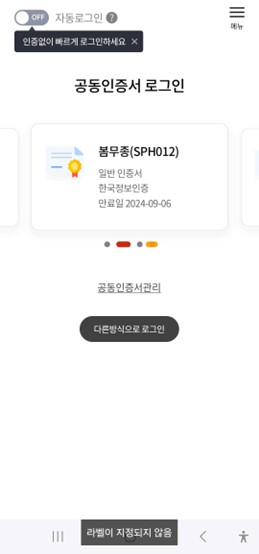 OFF 자동로그인 ?
메뉴
인증없이 빠르게 로그인하세요 ×
공동인증서 로그인
봄무종(SPH012)
일반 인증서
한국정보인증
만료일 2024-09-06
공동인증서관리
다른방식으로 로그인
라벨이 지정되지 않음